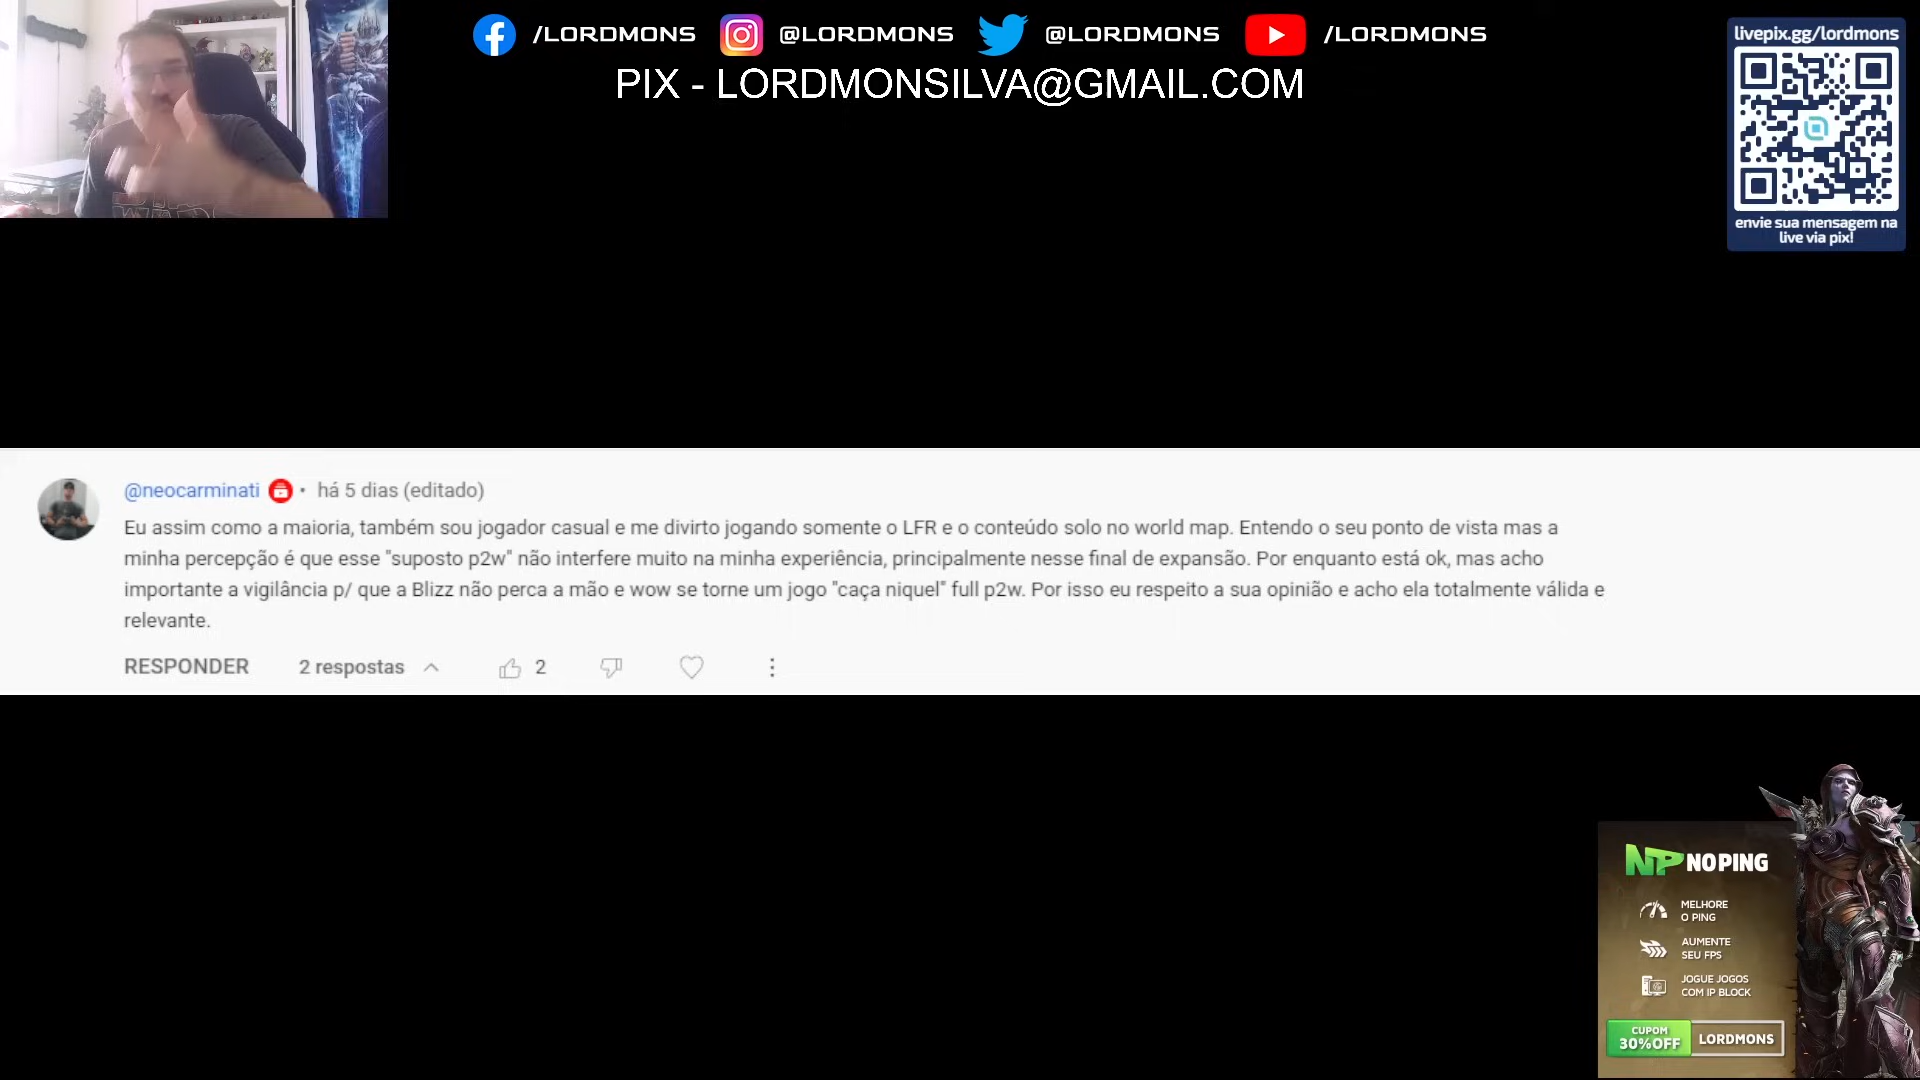 /LORDMONS @LORDMONS @LORDMONS /LORDMONS
PIX - LORDMONSILVA@GMAIL.COM
livepix.gg/lordmons
envie sua mensagem na
live via pix!
@neocarminati • há 5 dias (editado)
Eu assim como a maioria, também sou jogador casual e me divirto jogando somente o LFR e o conteúdo solo no world map. Entendo o seu ponto de vista mas a
minha percepção é que esse "suposto p2w" não interfere muito na minha experiência, principalmente nesse final de expansão. Por enquanto está ok, mas acho
importante a vigilância p/ que a Blizz não perca a mão e wow se torne um jogo "caça niquel" full p2w. Por isso eu respeito a sua opinião e acho ela totalmente válida e
relevante.
RESPONDER 2 respostas 2
NP NOPING
MELHORE
O PING
AUMENTE
SEU FPS
JOGUE JOGOS
COM IP BLOCK
CUPOM
30%OFF LORDMONS